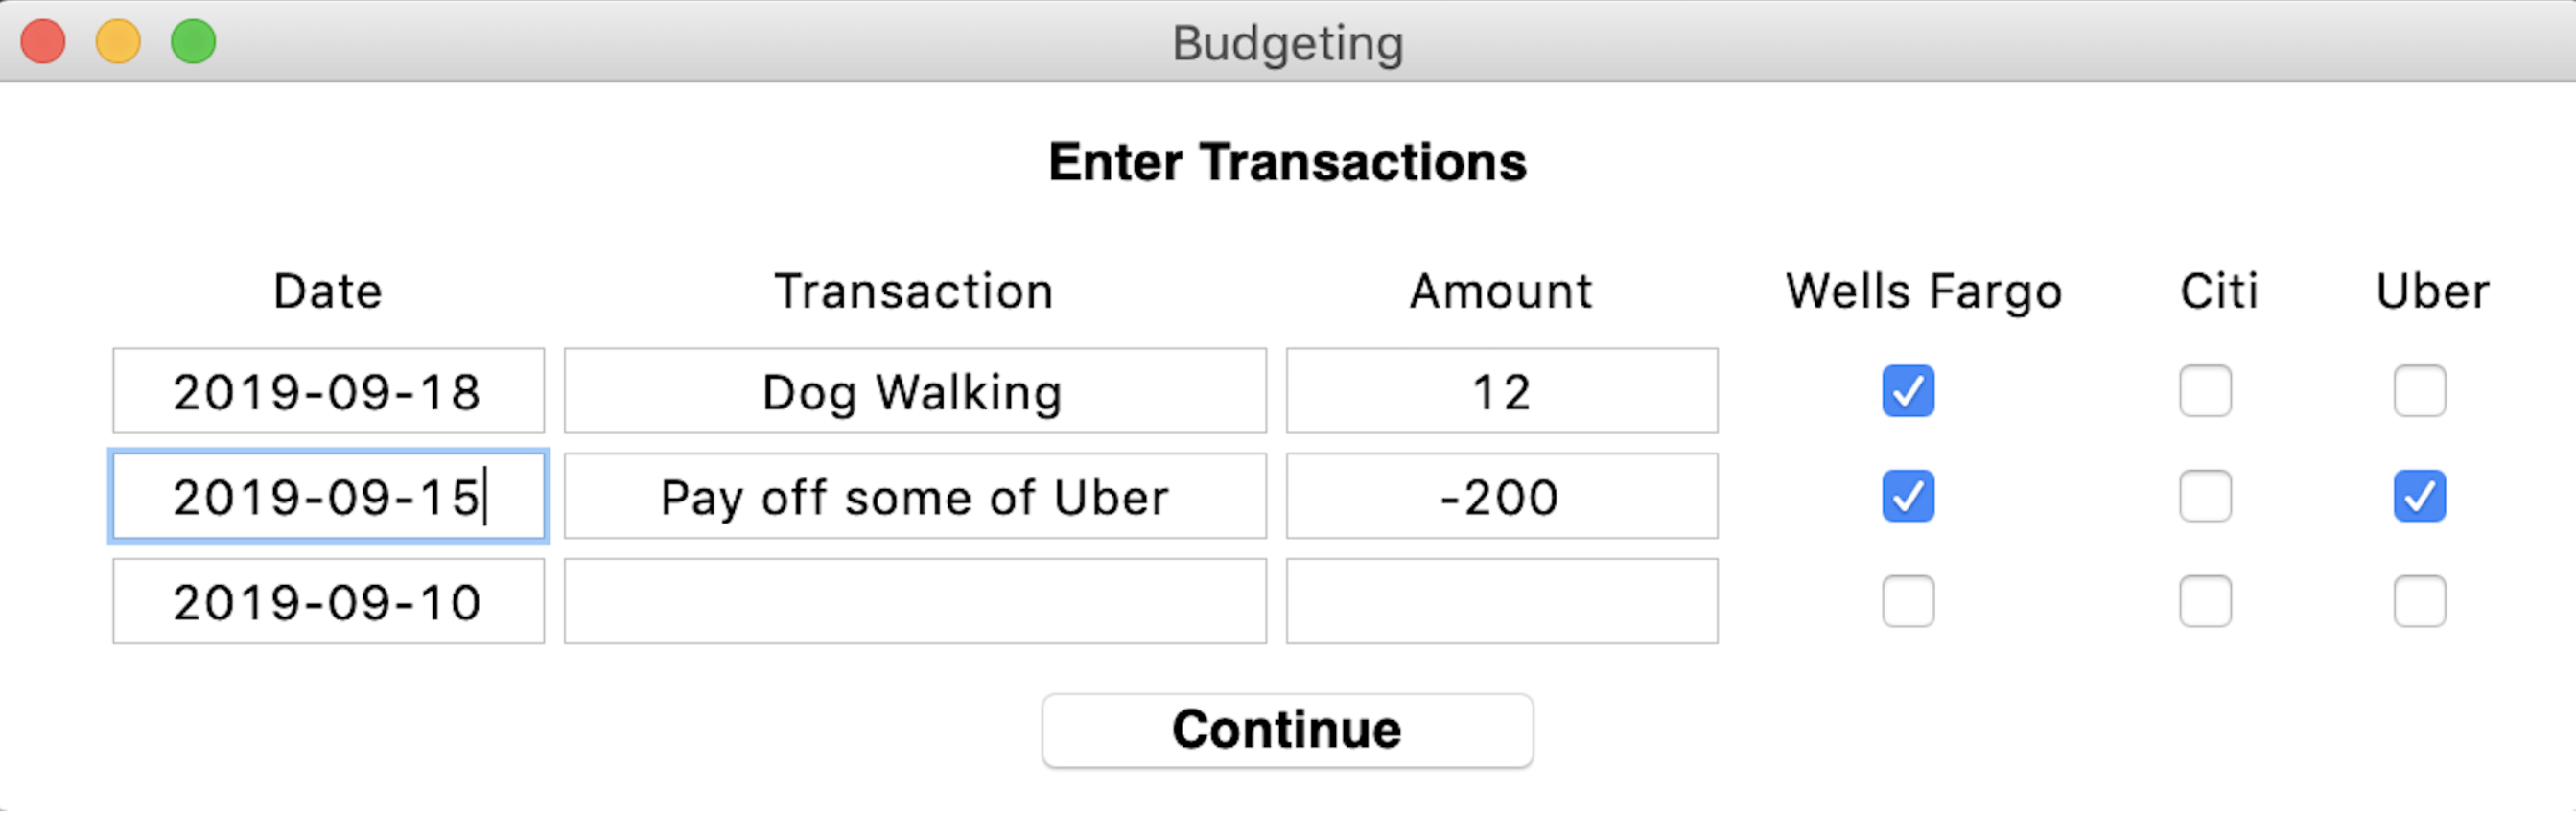 Budgeting
Enter Transactions
Date Transaction Amount Wells Fargo Citi Uber
2019-09-18 Dog Walking 12
2019-09-15 Pay off some of Uber -200
2019-09-10
Continue